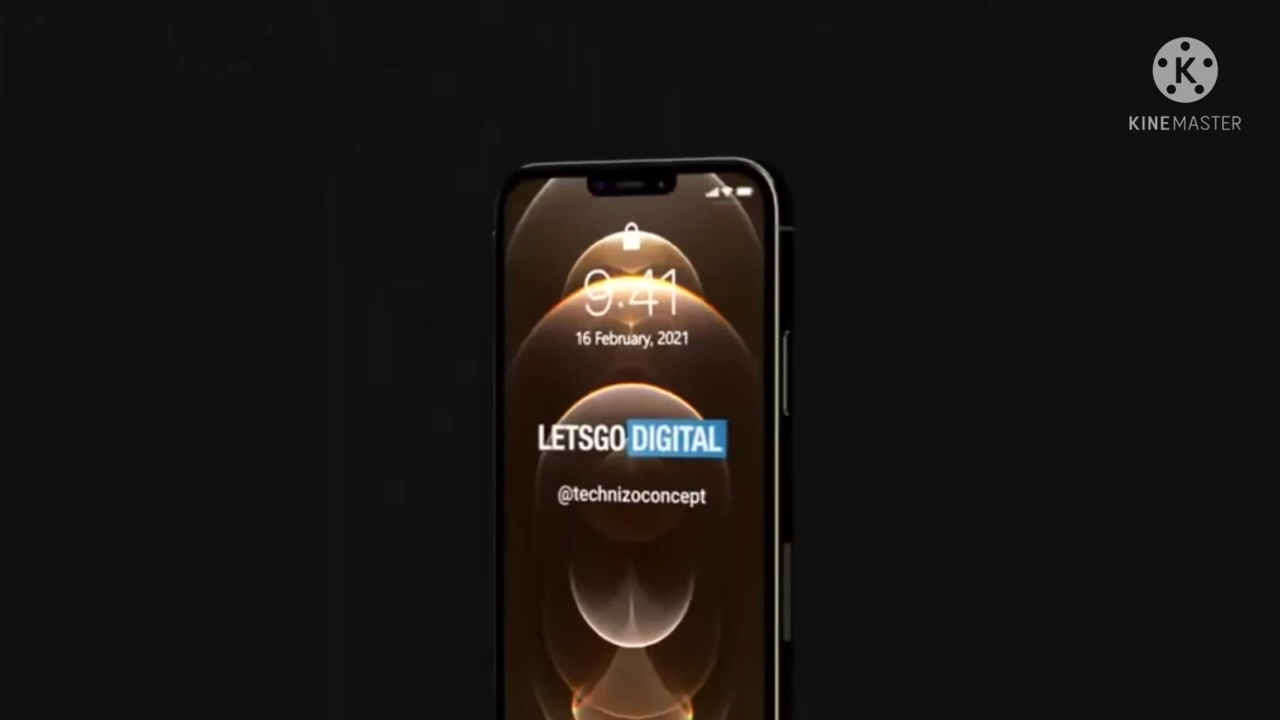 K
KINEMASTER
9:41
16 February, 2021
LETSGO DIGITAL
@technizoconcept